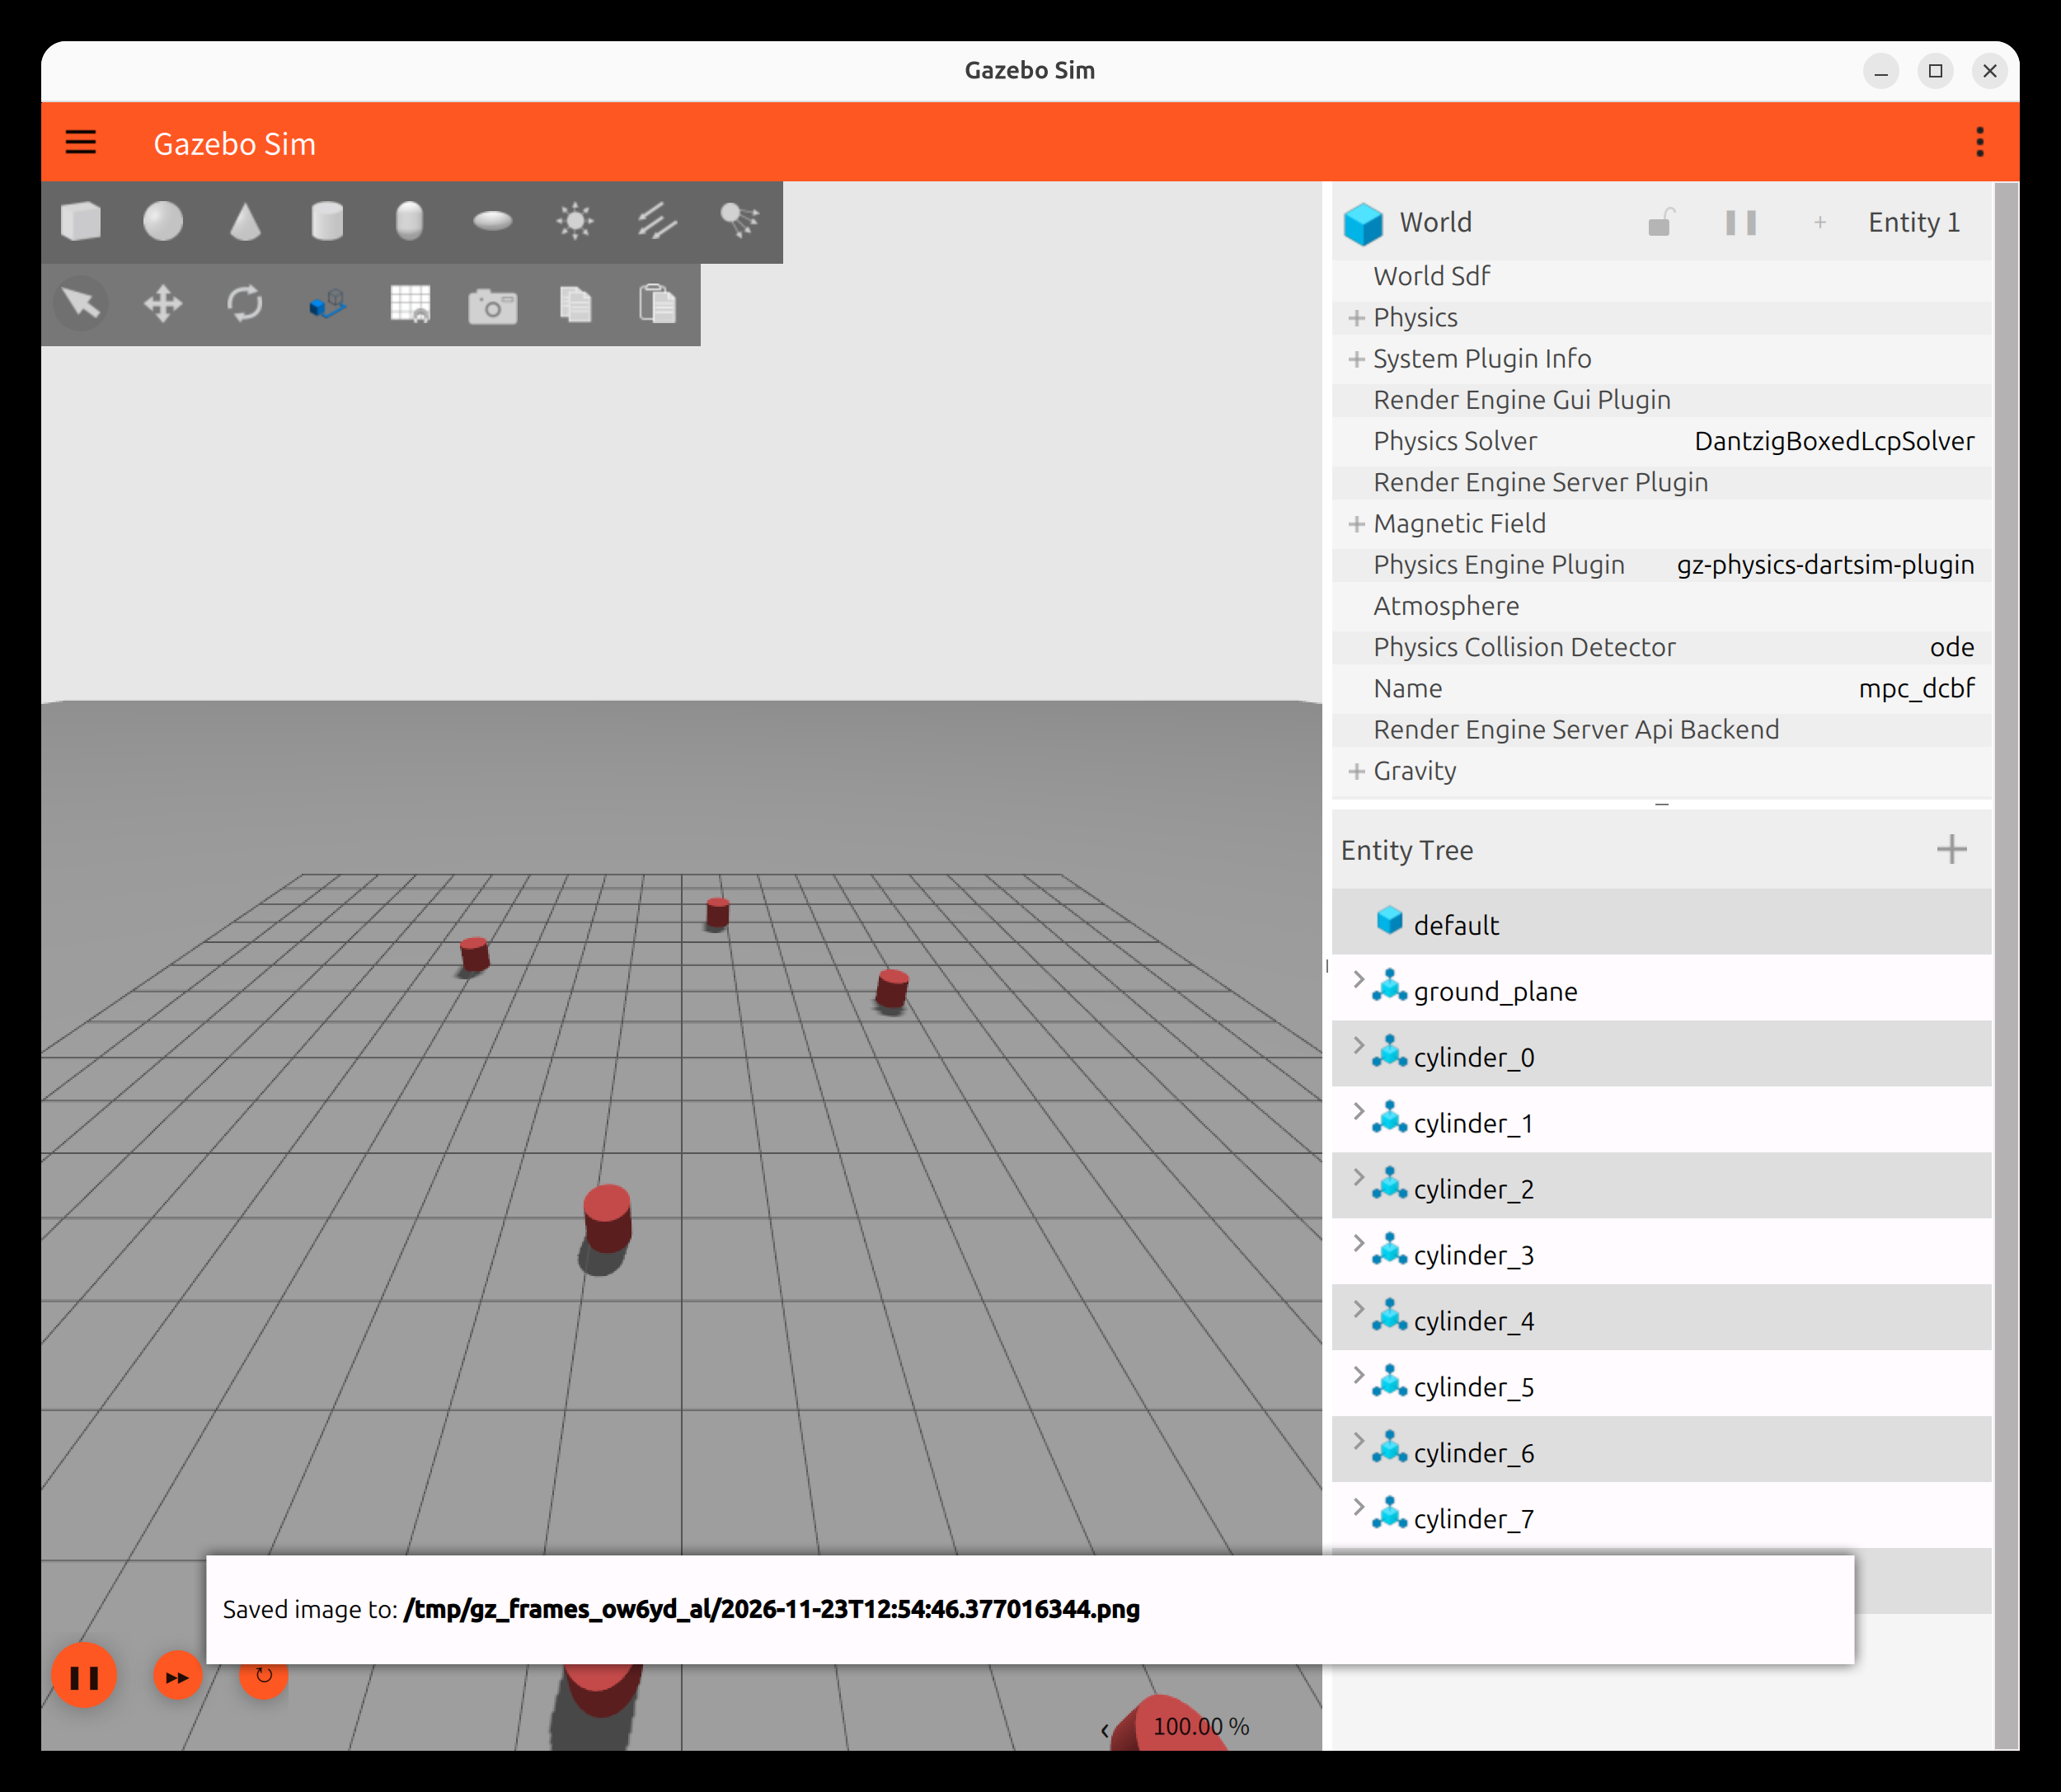 Gazebo Sim
Gazebo Sim
World
Entity 1
World Sdf
Physics
System Plugin Info
Render Engine Gui Plugin
Physics Solver DantzigBoxedLcpSolver
Render Engine Server Plugin
Magnetic Field
Physics Engine Plugin gz-physics-dartsim-plugin
Atmosphere
Physics Collision Detector ode
Name mpc_dcbf
Render Engine Server Api Backend
Gravity
Entity Tree
default
ground_plane
cylinder_0
cylinder_1
cylinder_2
cylinder_3
cylinder_4
cylinder_5
cylinder_6
cylinder_7
Saved image to: /tmp/gz_frames_ow6yd_al/2026-11-23T12:54:46.377016344.png
100.00 %